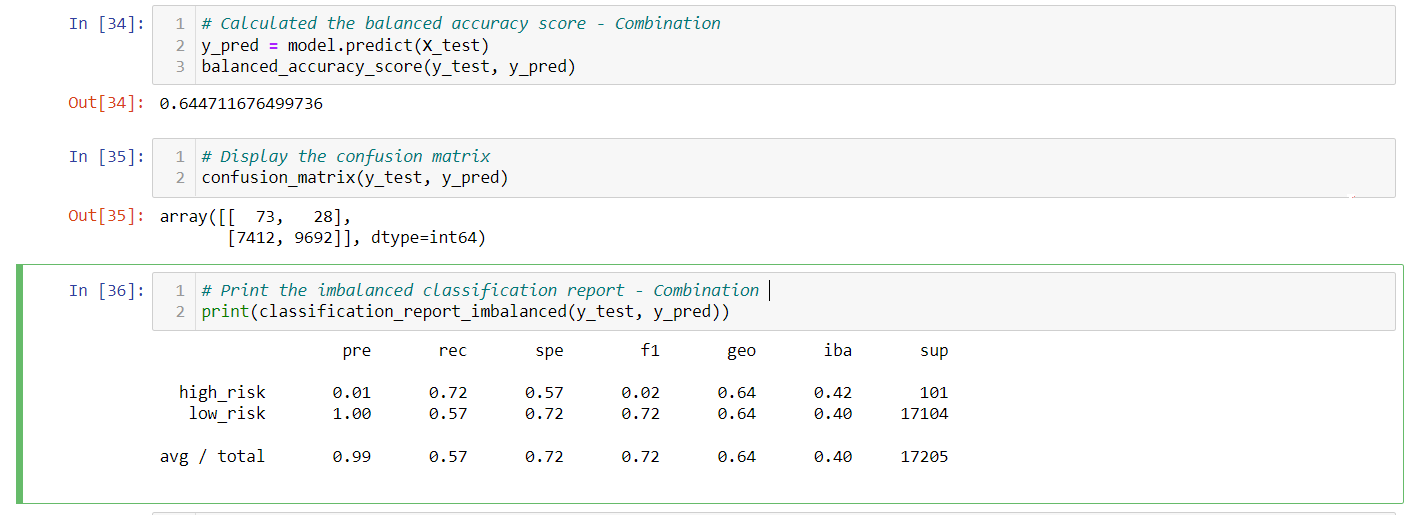 In [34]: 1 # Calculated the balanced accuracy score - Combination
2 y_pred = model.predict(X_test)
3 balanced_accuracy_score(y_test, y_pred)
Out[34]: 0.644711676499736
In [35]: 1 # Display the confusion matrix
2 confusion_matrix(y_test, y_pred)
Out[35]: array([[  73,   28],
[7412, 9692]], dtype=int64)
In [36]: 1 # Print the imbalanced classification report - Combination
2 print(classification_report_imbalanced(y_test, y_pred))
pre rec spe f1 geo iba sup
high_risk 0.01 0.72 0.57 0.02 0.64 0.42 101
low_risk 1.00 0.57 0.72 0.72 0.64 0.40 17104
avg / total 0.99 0.57 0.72 0.72 0.64 0.40 17205